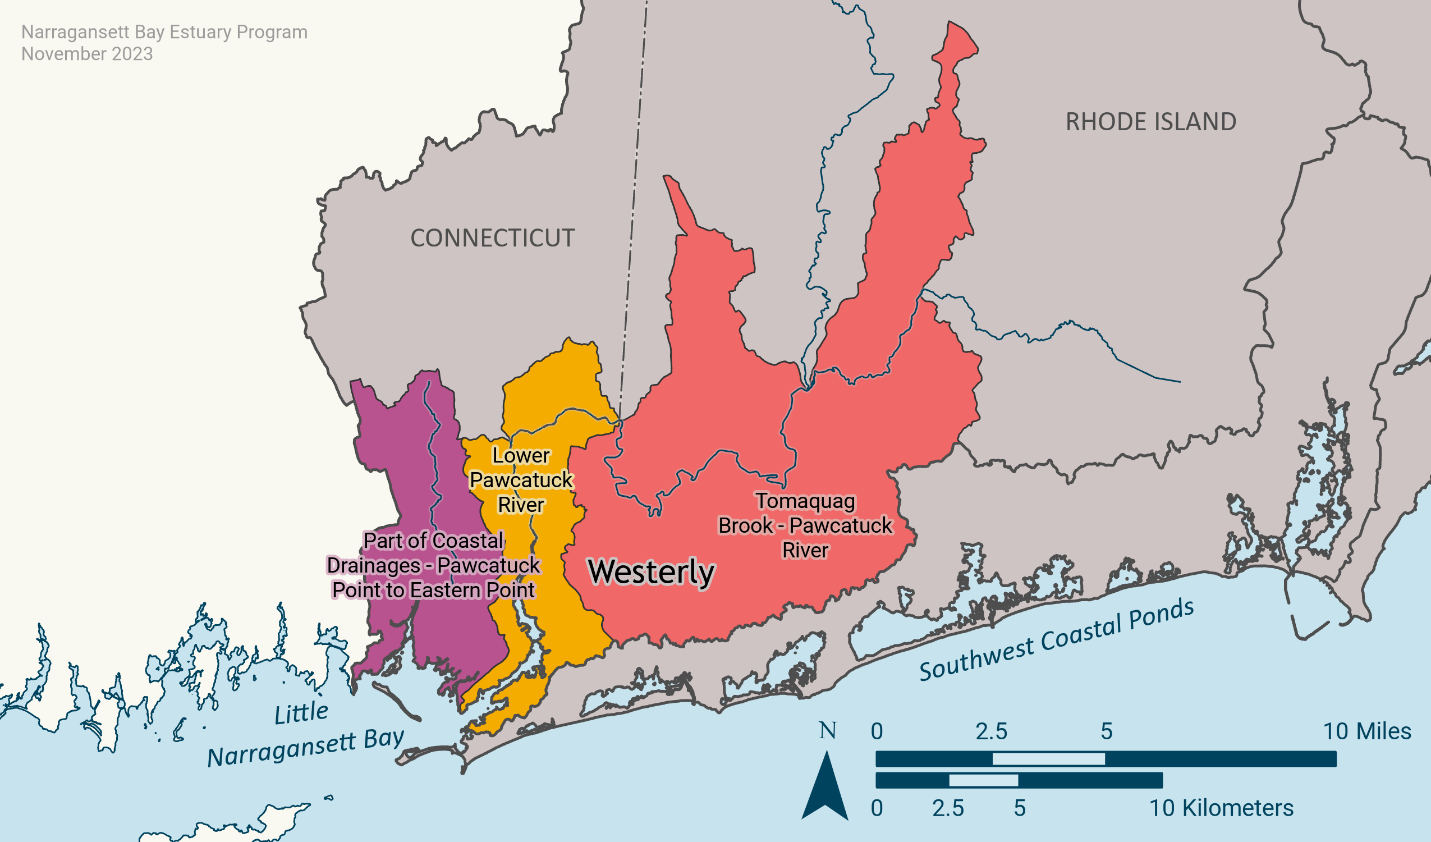 Narragansett Bay Estuary Program
November 2023
RHODE ISLAND
CONNECTICUT
Lower
Pawcatuck
River
Tomaquag
Brook - Pawcatuck
River
Part of Coastal
Drainages - Pawcatuck
Point to Eastern Point
Westerly
Southwest Coastal Ponds
Little
Narragansett Bay
N
0 2.5 5 10 Miles
0 2.5 5 10 Kilometers